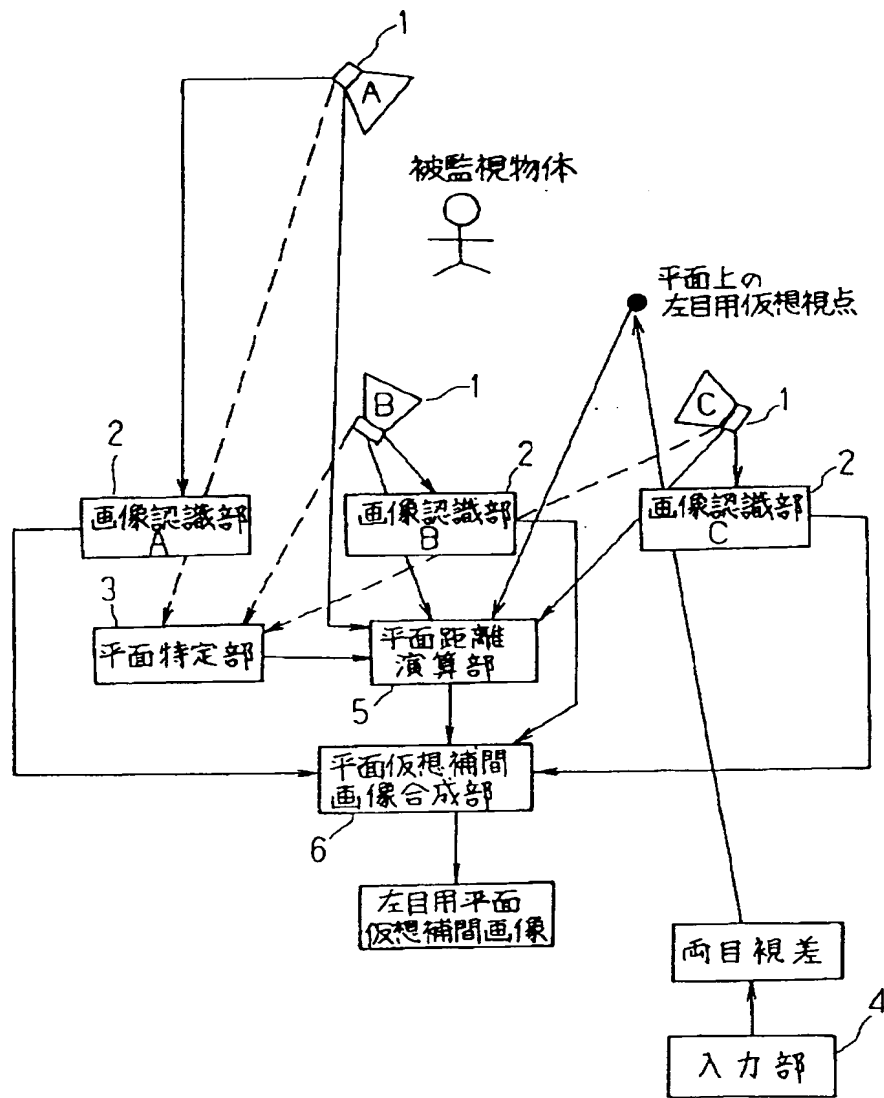 1
A
被監視物体
平面上の
左目用仮想視点
B
1
C
1
2
画像認識部
A
2
画像認識部
B
2
画像認識部
C
3
平面特定部
平面距離
演算部
5
平面仮想補間
画像合成部
6
左目用平面
仮想補間画像
両目視差
4
入力部